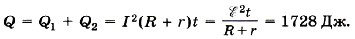 Q = Q₁ + Q₂ = I²(R + r)t = ℰ²t / (R + r) = 1728 Дж.